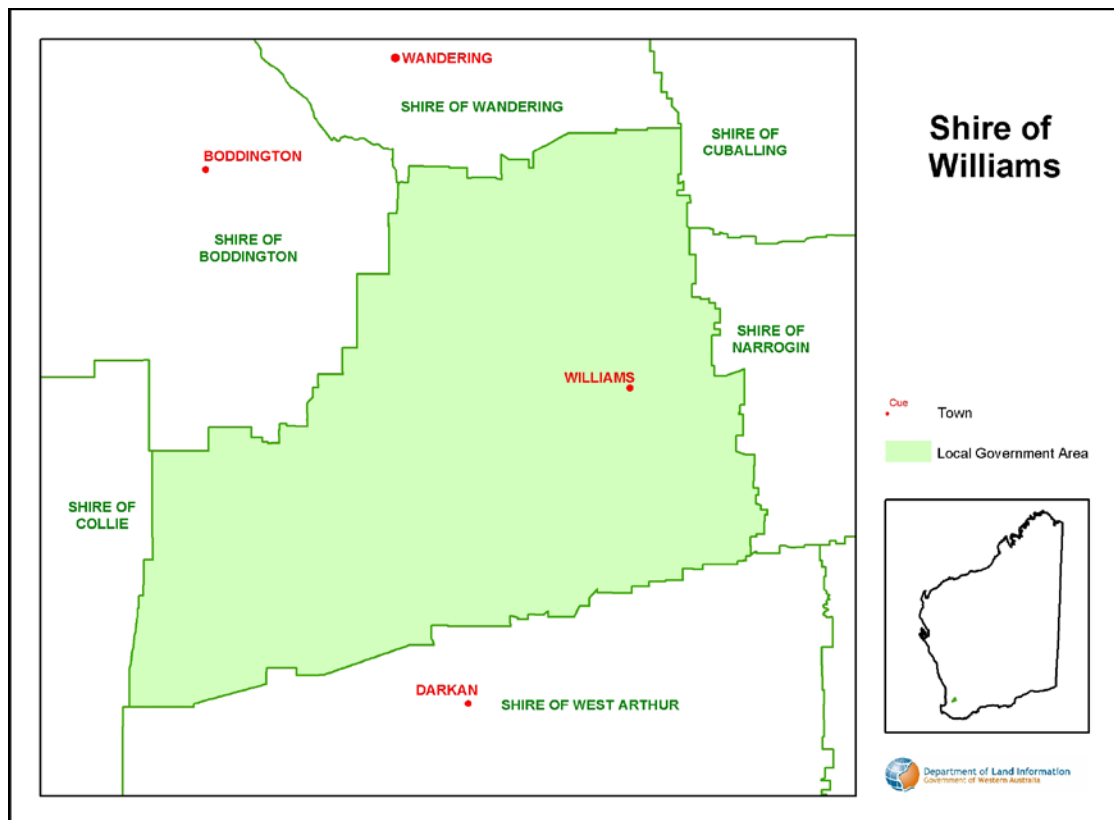 WANDERING
SHIRE OF WANDERING
SHIRE OF
CUBALLING
BODDINGTON
SHIRE OF
BODDINGTON
SHIRE OF
NARROGIN
WILLIAMS
SHIRE OF
COLLIE
DARKAN
SHIRE OF WEST ARTHUR
Shire of
Williams
Cue
Town
Local Government Area
Department of Land Information
Government of Western Australia